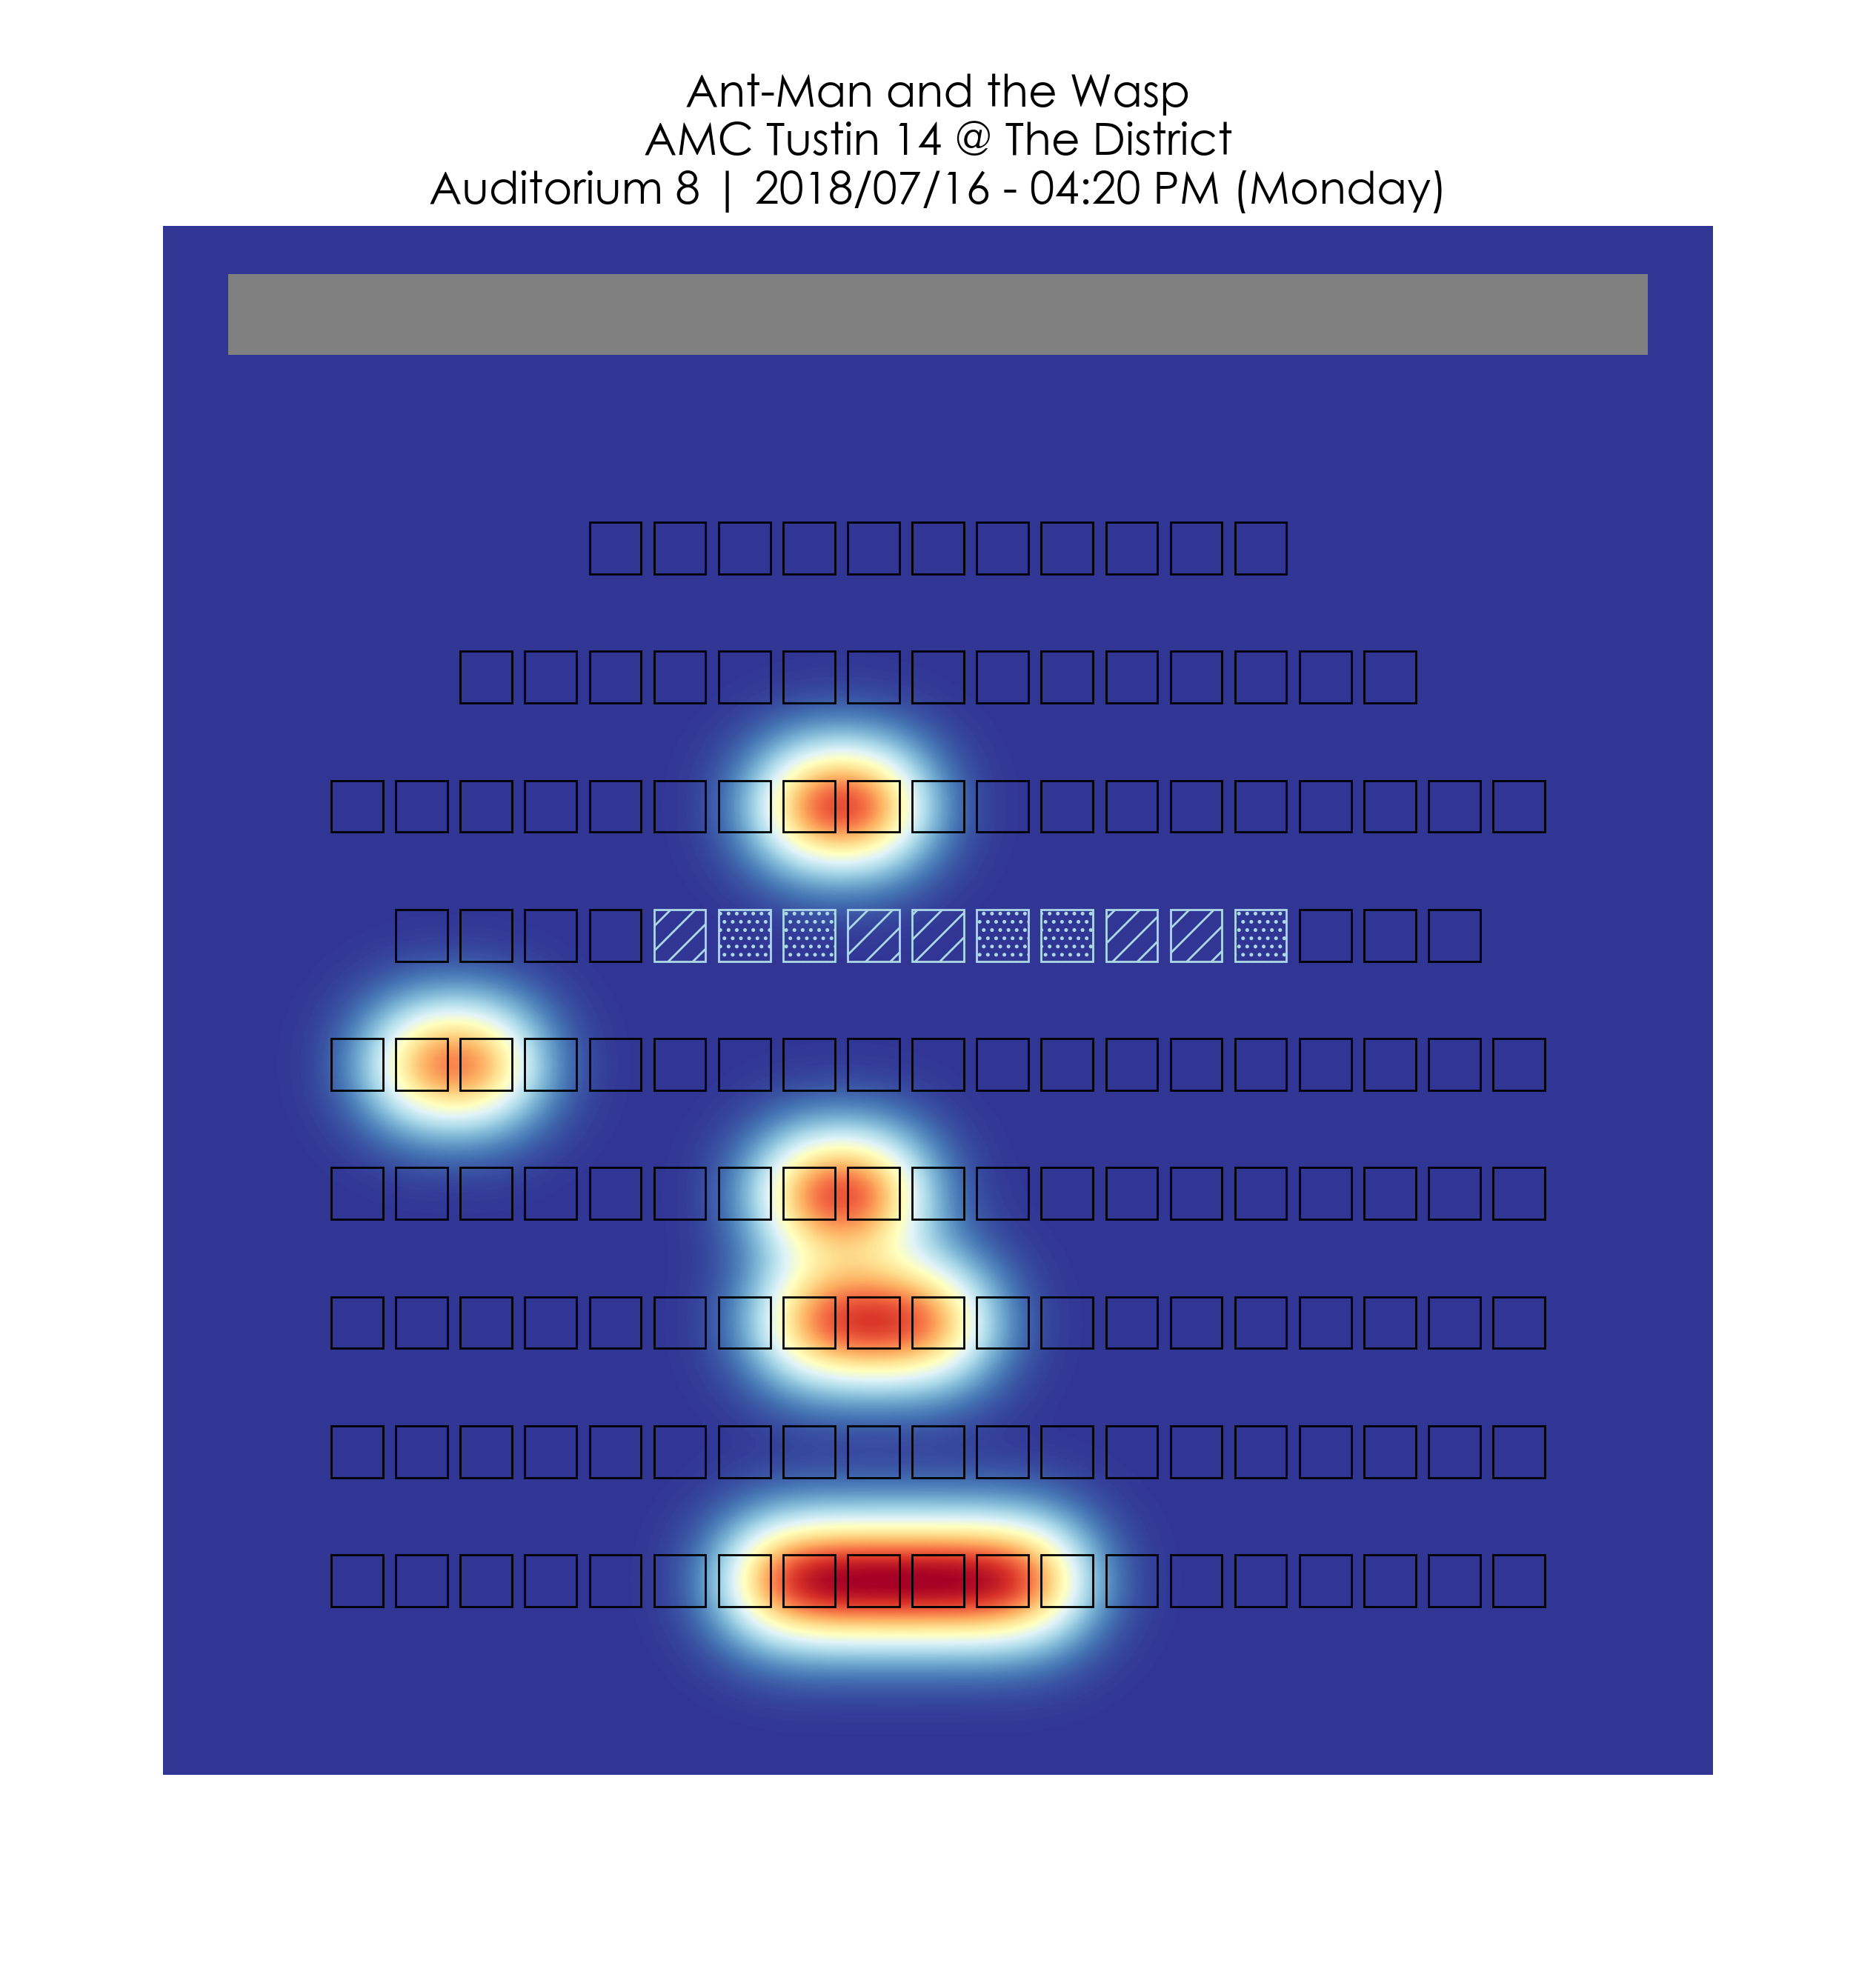 Ant-Man and the Wasp
AMC Tustin 14 @ The District
Auditorium 8 | 2018/07/16 - 04:20 PM (Monday)